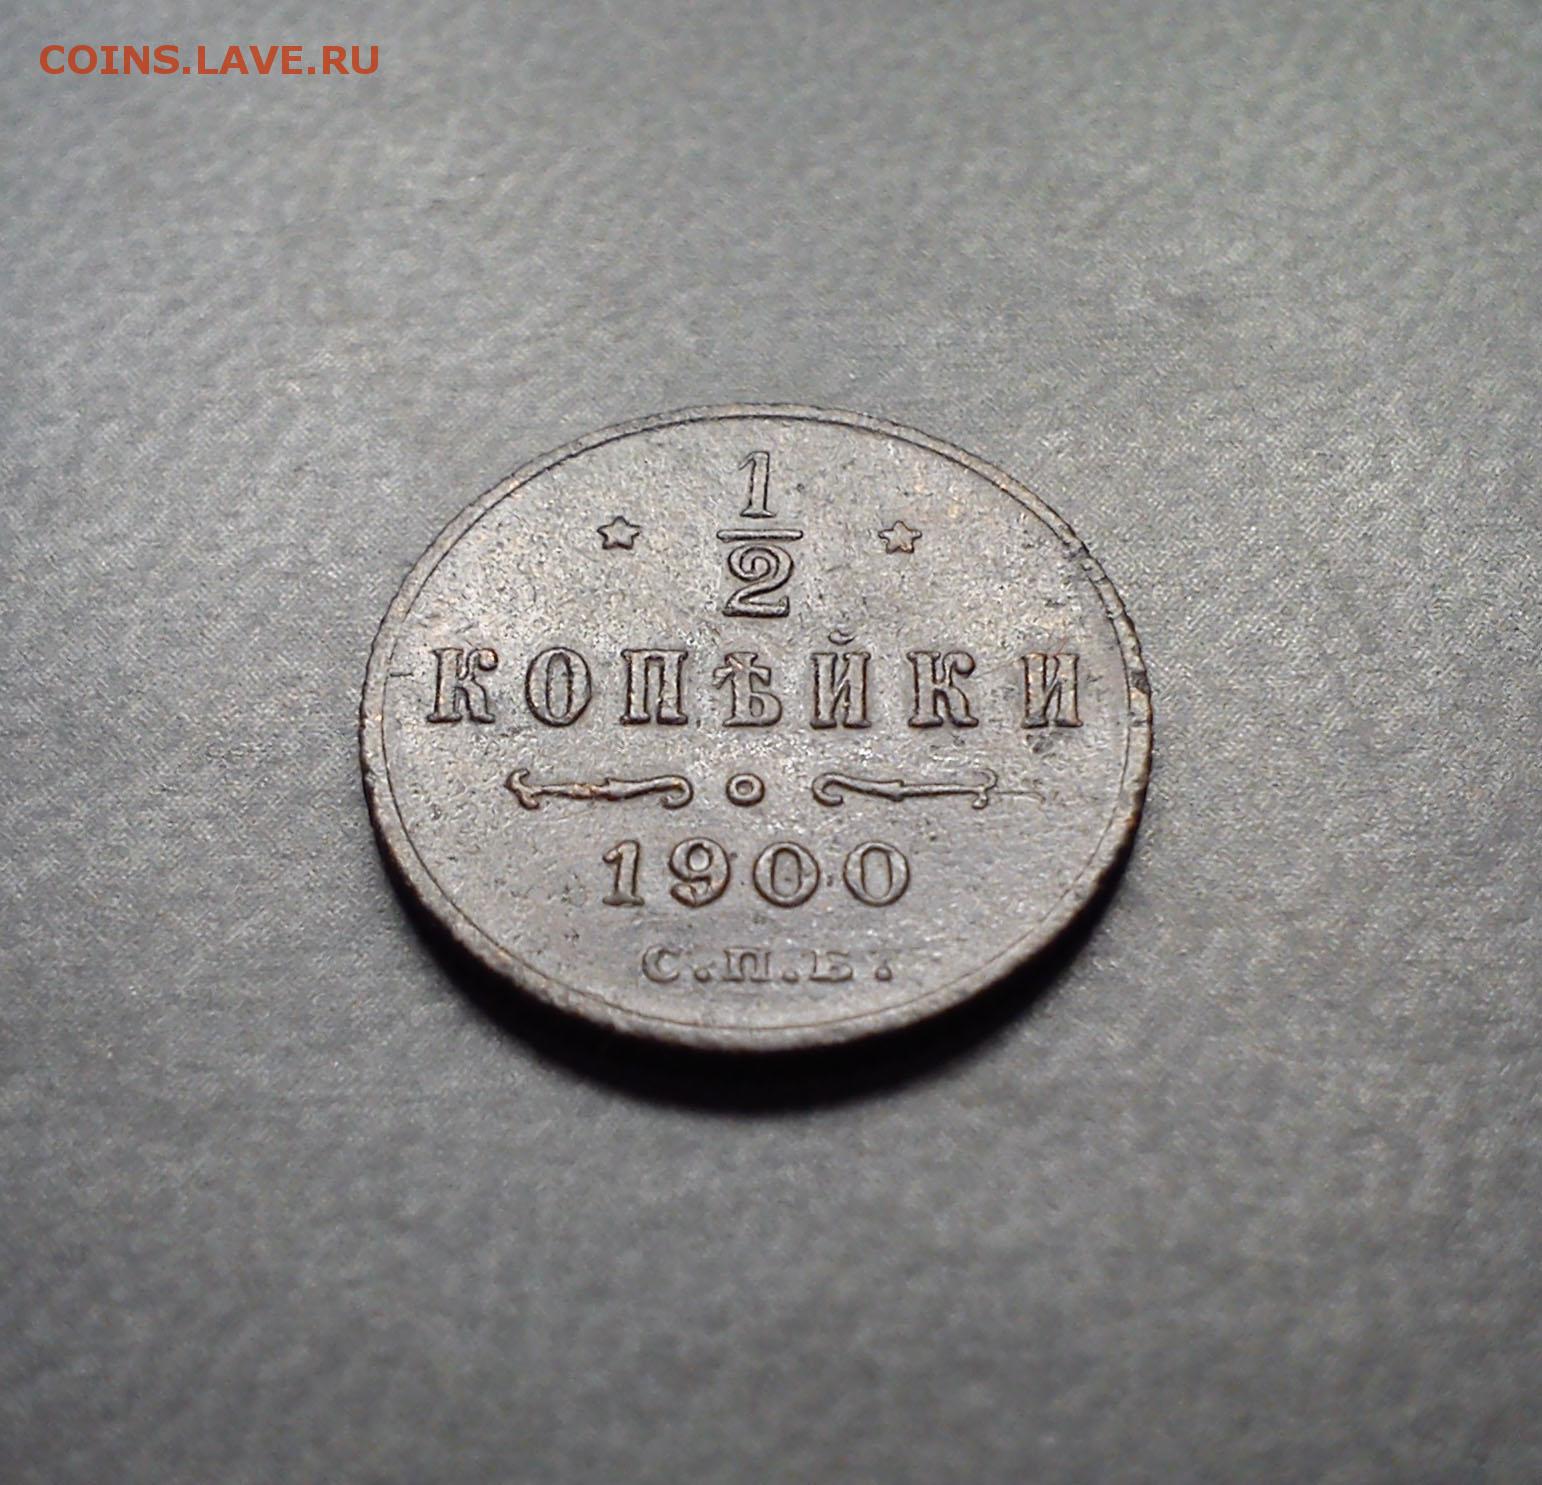 COINS.LAVE.RU
1/2
КОПѢЙКИ
1900
С.П.Б.